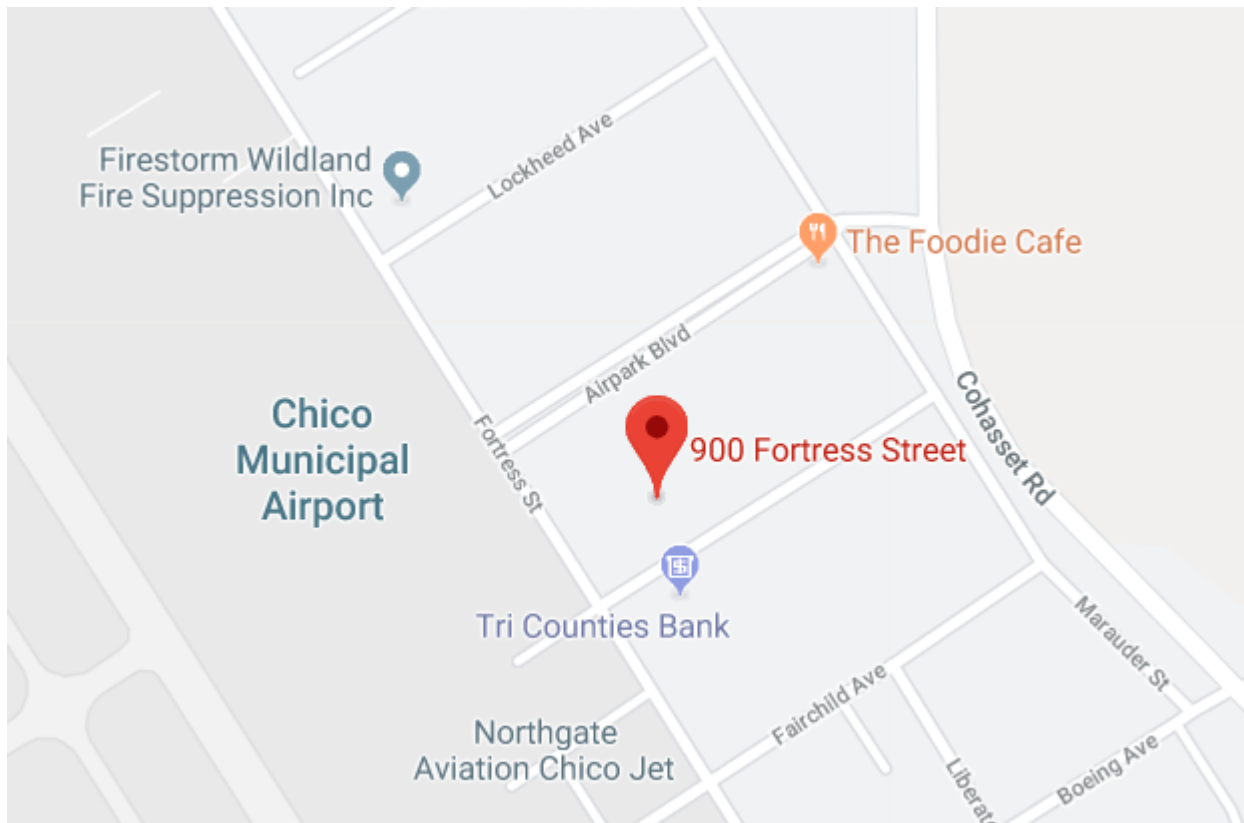 Lockheed Ave
Firestorm Wildland
Fire Suppression Inc
The Foodie Cafe
Airpark Blvd
Chico
Municipal
Airport
Fortress St
900 Fortress Street
Cohasset Rd
Tri Counties Bank
Marauder St
Fairchild Ave
Northgate
Aviation Chico Jet
Liberato
Boeing Ave